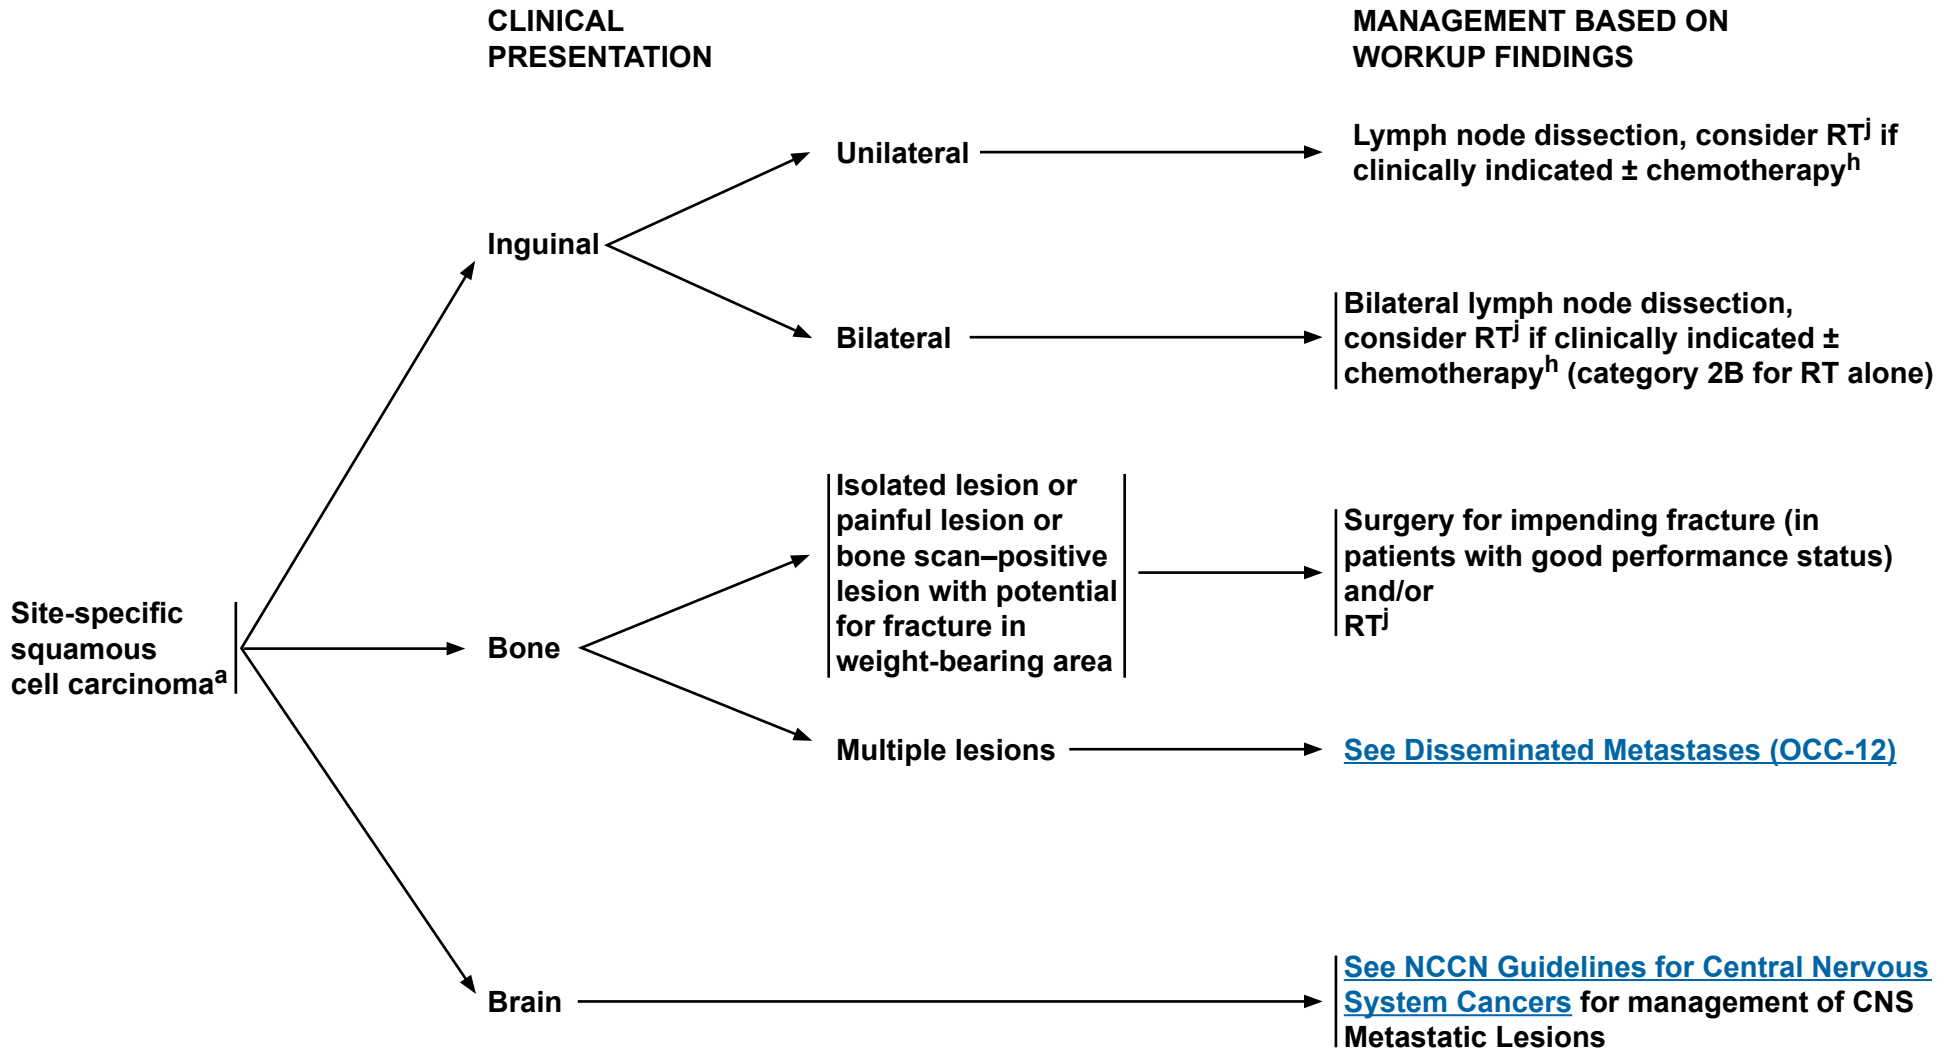 CLINICAL
PRESENTATION
MANAGEMENT BASED ON
WORKUP FINDINGS
Site-specific
squamous
cell carcinomaᵃ
Inguinal
Unilateral
Lymph node dissection, consider RTʲ if
clinically indicated ± chemotherapyʰ
Bilateral
Bilateral lymph node dissection,
consider RTʲ if clinically indicated ±
chemotherapyʰ (category 2B for RT alone)
Bone
Isolated lesion or
painful lesion or
bone scan–positive
lesion with potential
for fracture in
weight-bearing area
Surgery for impending fracture (in
patients with good performance status)
and/or
RTʲ
Multiple lesions
See Disseminated Metastases (OCC-12)
Brain
See NCCN Guidelines for Central Nervous
System Cancers for management of CNS
Metastatic Lesions